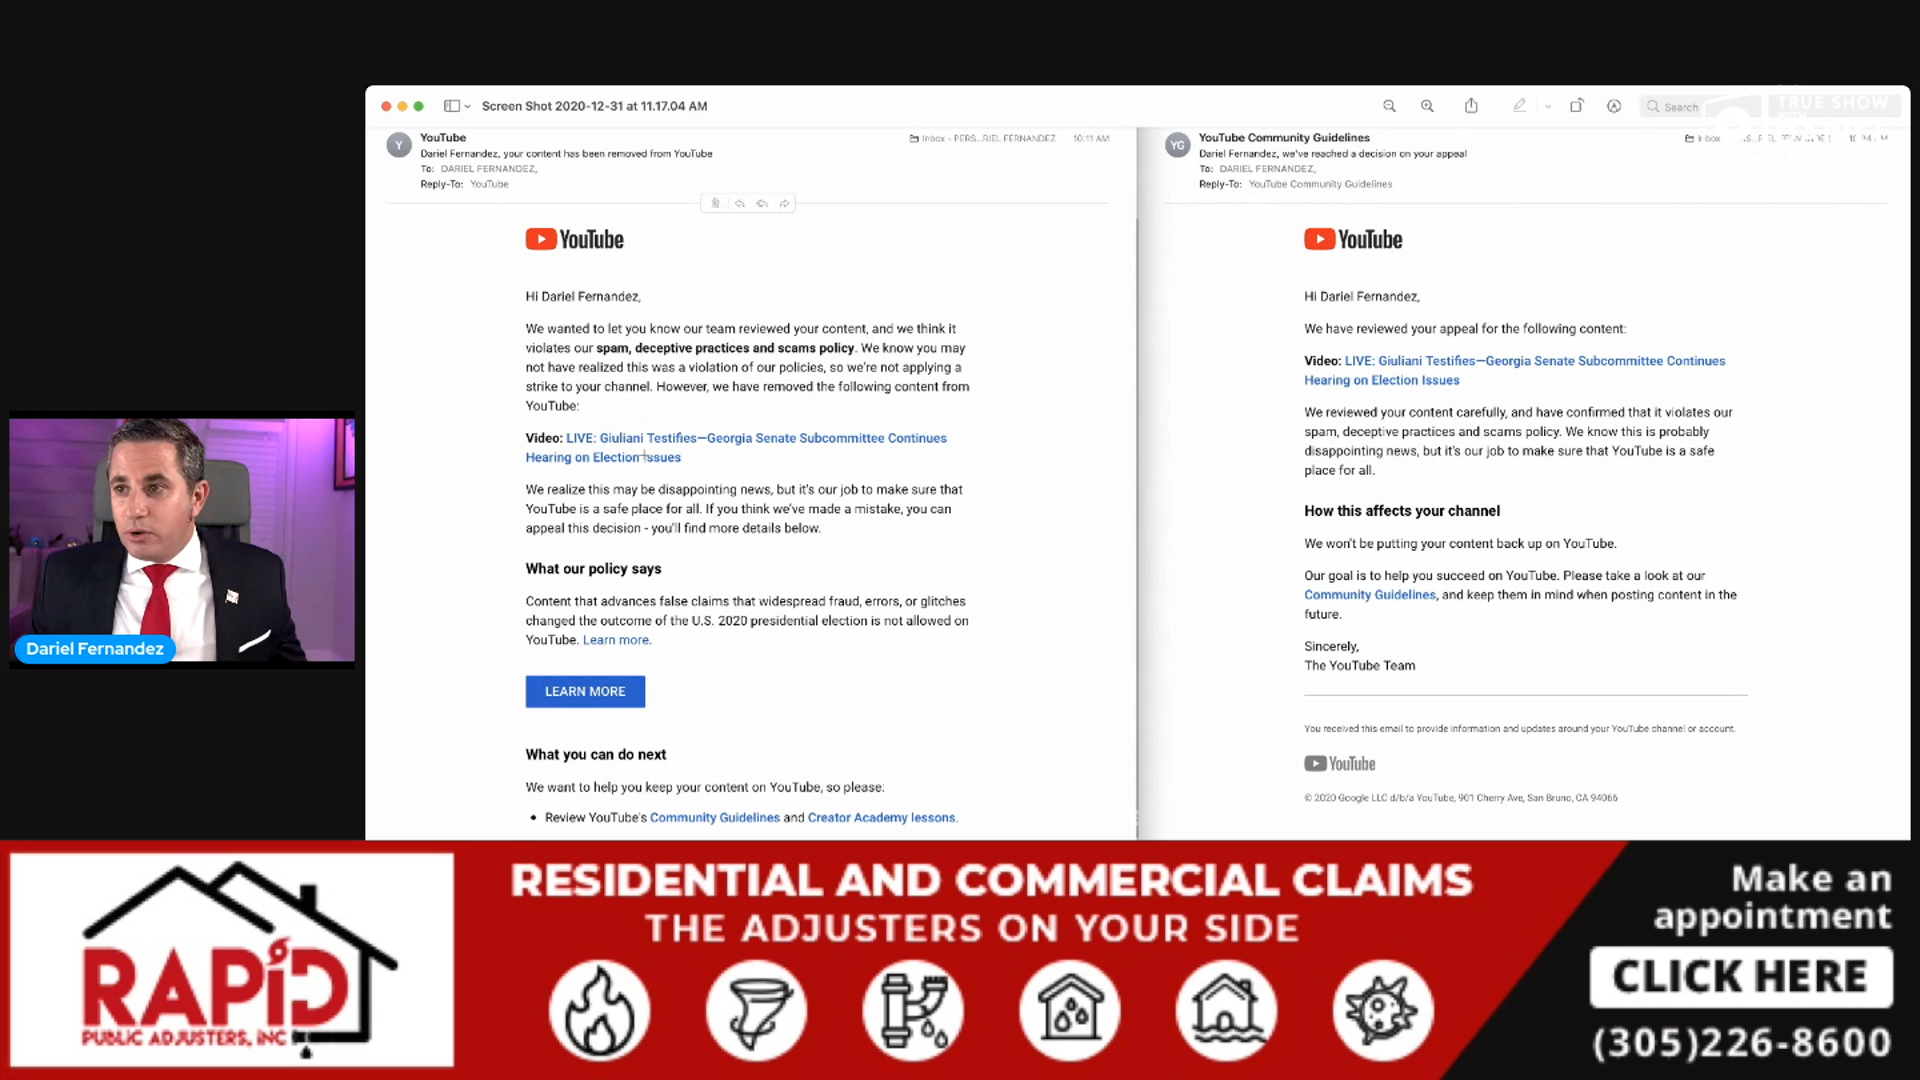 Screen Shot 2020-12-31 at 11.17.04 AM
Search
TRUE SHOW
Y
YouTube
Inbox - PERS...RIEL FERNANDEZ
10:11 AM
Dariel Fernandez, your content has been removed from YouTube
To: DARIEL FERNANDEZ,
Reply-To: YouTube
YouTube
Hi Dariel Fernandez,
We wanted to let you know our team reviewed your content, and we think it
violates our spam, deceptive practices and scams policy. We know you may
not have realized this was a violation of our policies, so we're not applying a
strike to your channel. However, we have removed the following content from
YouTube:
Video: LIVE: Giuliani Testifies—Georgia Senate Subcommittee Continues
Hearing on Election Issues
We realize this may be disappointing news, but it's our job to make sure that
YouTube is a safe place for all. If you think we've made a mistake, you can
appeal this decision - you'll find more details below.
What our policy says
Content that advances false claims that widespread fraud, errors, or glitches
changed the outcome of the U.S. 2020 presidential election is not allowed on
YouTube. Learn more.
LEARN MORE
What you can do next
We want to help you keep your content on YouTube, so please:
• Review YouTube's Community Guidelines and Creator Academy lessons.
YG
YouTube Community Guidelines
Inbox
Dariel Fernandez, we've reached a decision on your appeal
To: DARIEL FERNANDEZ,
Reply-To: YouTube Community Guidelines
YouTube
Hi Dariel Fernandez,
We have reviewed your appeal for the following content:
Video: LIVE: Giuliani Testifies—Georgia Senate Subcommittee Continues
Hearing on Election Issues
We reviewed your content carefully, and have confirmed that it violates our
spam, deceptive practices and scams policy. We know this is probably
disappointing news, but it's our job to make sure that YouTube is a safe
place for all.
How this affects your channel
We won't be putting your content back up on YouTube.
Our goal is to help you succeed on YouTube. Please take a look at our
Community Guidelines, and keep them in mind when posting content in the
future.
Sincerely,
The YouTube Team
You received this email to provide information and updates around your YouTube channel or account.
YouTube
© 2020 Google LLC d/b/a YouTube, 901 Cherry Ave, San Bruno, CA 94066
Dariel Fernandez
RAPID
PUBLIC ADJUSTERS, INC
RESIDENTIAL AND COMMERCIAL CLAIMS
THE ADJUSTERS ON YOUR SIDE
Make an
appointment
CLICK HERE
(305)226-8600